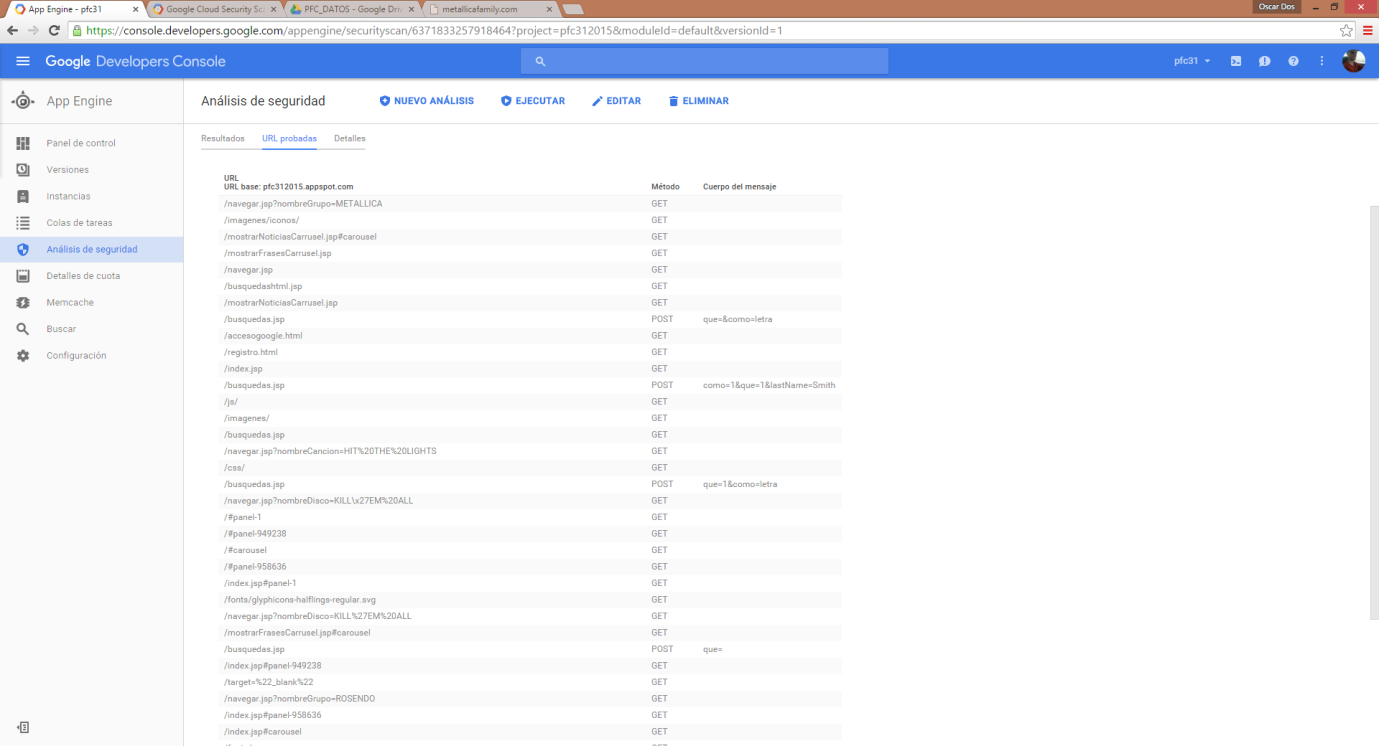 App Engine - pfc31
Google Cloud Security Sc
PFC_DATOS - Google Driv
metallicafamily.com
Oscar Dos
https://console.developers.google.com/appengine/securityscan/6371833257918464?project=pfc312015&moduleId=default&versionId=1
Google Developers Console
pfc31
App Engine
Análisis de seguridad
NUEVO ANÁLISIS
EJECUTAR
EDITAR
ELIMINAR
Panel de control
Versiones
Instancias
Colas de tareas
Análisis de seguridad
Detalles de cuota
Memcache
Buscar
Configuración
Resultados URL probadas Detalles
URL
URL base: pfc312015.appspot.com Método Cuerpo del mensaje
/navegar.jsp?nombreGrupo=METALLICA GET
/imagenes/iconos/ GET
/mostrarNoticiasCarrusel.jsp#carousel GET
/mostrarFrasesCarrusel.jsp GET
/navegar.jsp GET
/busquedashtml.jsp GET
/mostrarNoticiasCarrusel.jsp GET
/busquedas.jsp POST que=&como=letra
/accesogoogle.html GET
/registro.html GET
/index.jsp GET
/busquedas.jsp POST como=1&que=1&lastName=Smith
/js/ GET
/imagenes/ GET
/busquedas.jsp GET
/navegar.jsp?nombreCancion=HIT%20THE%20LIGHTS GET
/css/ GET
/busquedas.jsp POST que=1&como=letra
/navegar.jsp?nombreDisco=KILL\x27EM%20ALL GET
/#panel-1 GET
/#panel-949238 GET
/#carousel GET
/#panel-958636 GET
/index.jsp#panel-1 GET
/fonts/glyphicons-halflings-regular.svg GET
/navegar.jsp?nombreDisco=KILL%27EM%20ALL GET
/mostrarFrasesCarrusel.jsp#carousel GET
/busquedas.jsp POST que=
/index.jsp#panel-949238 GET
/target=%22_blank%22 GET
/navegar.jsp?nombreGrupo=ROSENDO GET
/index.jsp#panel-958636 GET
/index.jsp#carousel GET